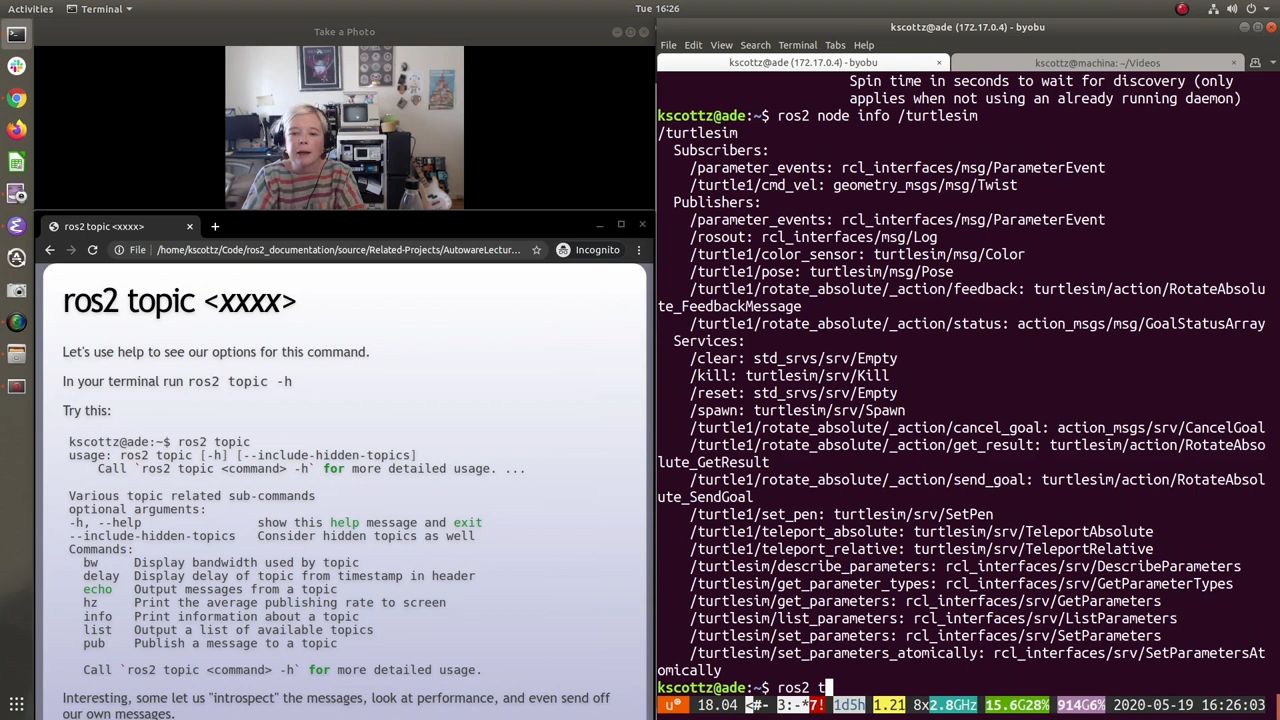 Activities
Terminal
Tue 16:26
Take a Photo
ros2 topic <xxxx>
File
/home/kscottz/Code/ros2_documentation/source/Related-Projects/AutowareLectur...
Incognito
ros2 topic <xxxx>
Let's use help to see our options for this command.
In your terminal run ros2 topic -h
Try this:
kscottz@ade:~$ ros2 topic
usage: ros2 topic [-h] [--include-hidden-topics]
Call `ros2 topic <command> -h` for more detailed usage. ...
Various topic related sub-commands
optional arguments:
-h, --help show this help message and exit
--include-hidden-topics Consider hidden topics as well
Commands:
bw Display bandwidth used by topic
delay Display delay of topic from timestamp in header
echo Output messages from a topic
hz Print the average publishing rate to screen
info Print information about a topic
list Output a list of available topics
pub Publish a message to a topic
Call `ros2 topic <command> -h` for more detailed usage.
Interesting, some let us "introspect" the messages, look at performance, and even send off
our own messages.
kscottz@ade (172.17.0.4) - byobu
File Edit View Search Terminal Tabs Help
kscottz@ade (172.17.0.4) - byobu
kscottz@machina: ~/Videos
Spin time in seconds to wait for discovery (only
applies when not using an already running daemon)
kscottz@ade:~$ ros2 node info /turtlesim
/turtlesim
Subscribers:
/parameter_events: rcl_interfaces/msg/ParameterEvent
/turtle1/cmd_vel: geometry_msgs/msg/Twist
Publishers:
/parameter_events: rcl_interfaces/msg/ParameterEvent
/rosout: rcl_interfaces/msg/Log
/turtle1/color_sensor: turtlesim/msg/Color
/turtle1/pose: turtlesim/msg/Pose
/turtle1/rotate_absolute/_action/feedback: turtlesim/action/RotateAbsolu
te_FeedbackMessage
/turtle1/rotate_absolute/_action/status: action_msgs/msg/GoalStatusArray
Services:
/clear: std_srvs/srv/Empty
/kill: turtlesim/srv/Kill
/reset: std_srvs/srv/Empty
/spawn: turtlesim/srv/Spawn
/turtle1/rotate_absolute/_action/cancel_goal: action_msgs/srv/CancelGoal
/turtle1/rotate_absolute/_action/get_result: turtlesim/action/RotateAbso
lute_GetResult
/turtle1/rotate_absolute/_action/send_goal: turtlesim/action/RotateAbsol
ute_SendGoal
/turtle1/set_pen: turtlesim/srv/SetPen
/turtle1/teleport_absolute: turtlesim/srv/TeleportAbsolute
/turtle1/teleport_relative: turtlesim/srv/TeleportRelative
/turtlesim/describe_parameters: rcl_interfaces/srv/DescribeParameters
/turtlesim/get_parameter_types: rcl_interfaces/srv/GetParameterTypes
/turtlesim/get_parameters: rcl_interfaces/srv/GetParameters
/turtlesim/list_parameters: rcl_interfaces/srv/ListParameters
/turtlesim/set_parameters: rcl_interfaces/srv/SetParameters
/turtlesim/set_parameters_atomically: rcl_interfaces/srv/SetParametersAt
omically
kscottz@ade:~$ ros2 t
u® 18.04 <#- 3:-*7! 1d5h 1.21 8x2.8GHz 15.6G28% 914G6% 2020-05-19 16:26:03